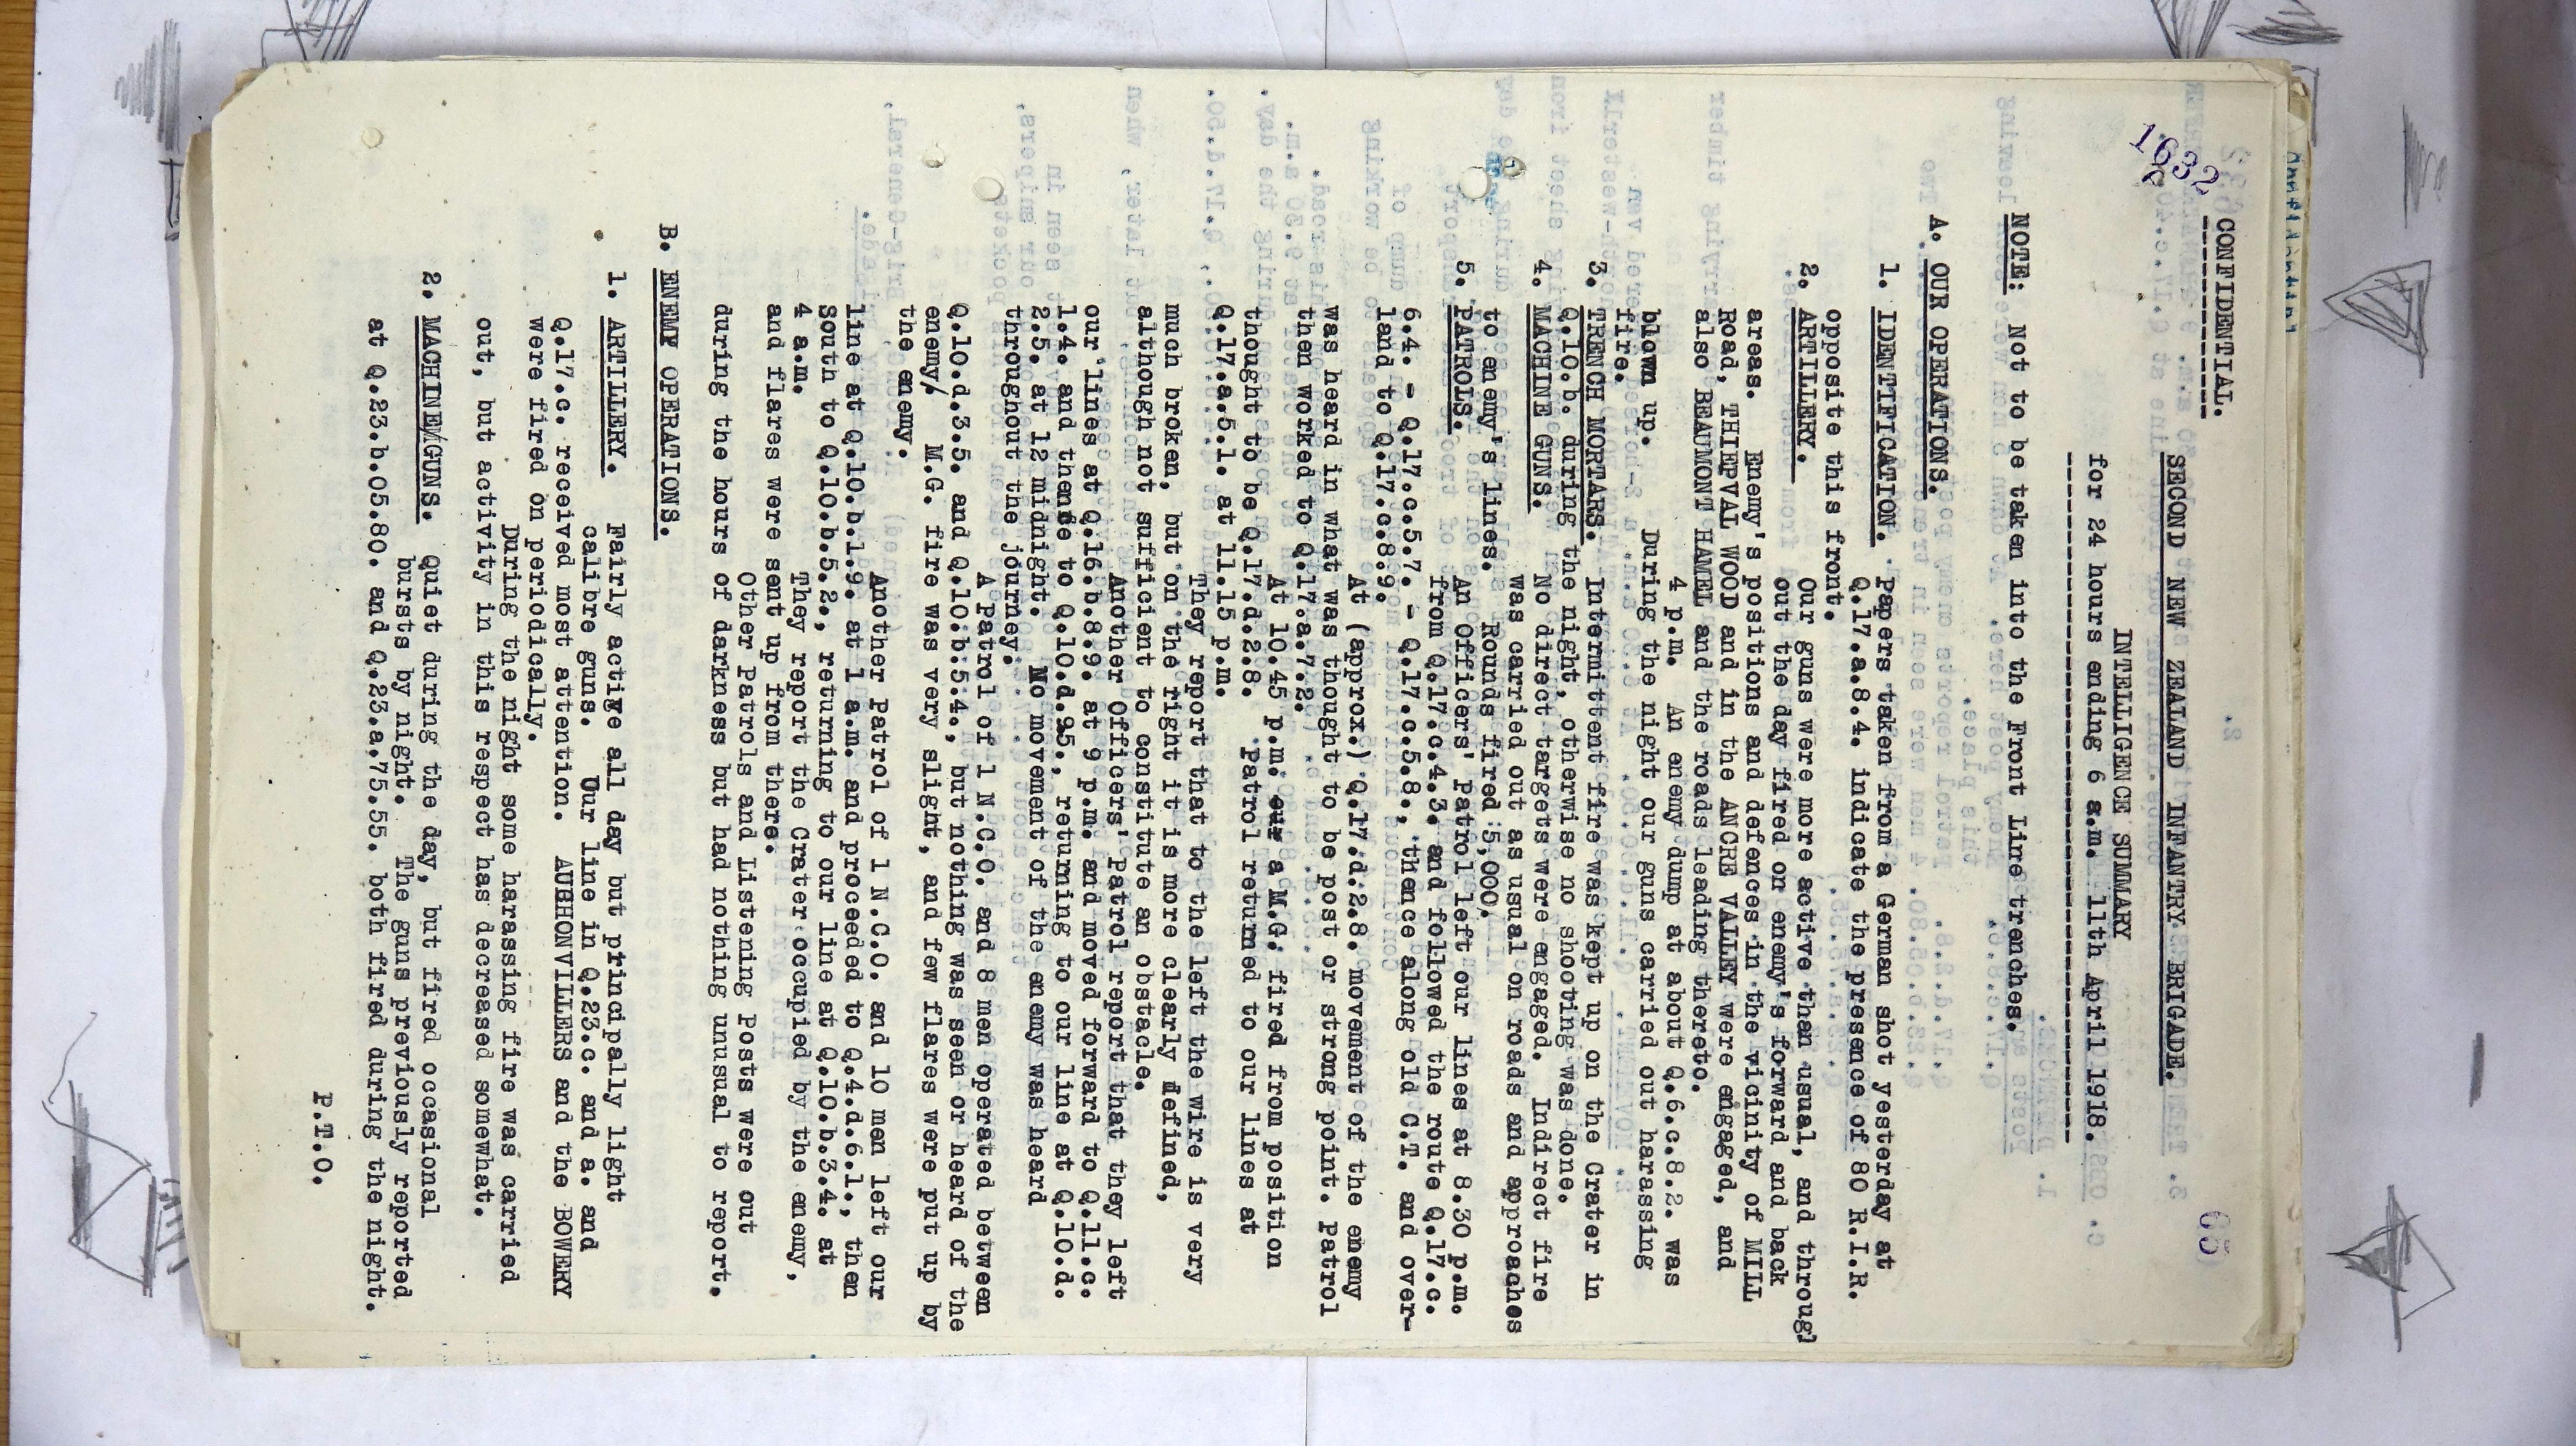 1632
65
CONFIDENTIAL.
SECOND NEW ZEALAND INFANTRY BRIGADE.
INTELLIGENCE SUMMARY
for 24 hours ending 6 a.m. 11th April 1918.
NOTE: Not to be taken into the Front Line trenches.
A. OUR OPERATIONS.
1. IDENTIFICATION. Papers taken from a German shot yesterday at
Q.17.a.8.4. indicate the presence of 80 R.I.R.
opposite this front.
2. ARTILLERY. Our guns were more active than usual, and through
out the day fired on enemy's forward and back
areas. Enemy's positions and defences in the vicinity of MILL
Road, THIEPVAL WOOD and in the ANCRE VALLEY were engaged, and
also BEAUMONT HAMEL and the roads leading thereto.
4 p.m. An enemy dump at about Q.6.c.8.2. was
blown up. During the night our guns carried out harassing
fire.
3. TRENCH MORTARS. Intermittent fire was kept up on the Crater in
Q.10.b. during the night, otherwise no shooting was done.
4. MACHINE GUNS. No direct targets were engaged. Indirect fire
was carried out as usual on roads and approaches
to enemy's lines. Rounds fired 5,000.
5. PATROLS. An Officers' Patrol left our lines at 8.30 p.m.
from Q.17.c.4.3. and followed the route Q.17.c.
6.4. - Q.17.c.5.7. - Q.17.c.5.8., thence along old C.T. and over-
land to Q.17.c.8.9.
At (approx.) Q.17.d.2.8. movement of the enemy
was heard in what was thought to be post or strong point. Patrol
then worked to Q.17.a.7.2.
At 10.45 p.m. our a M.G. fired from position
thought to be Q.17.d.2.8. Patrol returned to our lines at
Q.17.a.5.1. at 11.15 p.m.
They report that to the left the wire is very
much broken, but on the right it is more clearly defined,
although not sufficient to constitute an obstacle.
Another Officers' Patrol report that they left
our lines at Q.16.b.8.9. at 9 p.m. and moved forward to Q.11.c.
1.4. and thence to Q.10.d.95., returning to our line at Q.10.d.
2.5. at 12 midnight. No movement of the enemy was heard
throughout the journey.
A patrol of 1 N.C.O. and 8 men operated between
Q.10.d.3.5. and Q.10.b.5.4., but nothing was seen or heard of the
enemy/ M.G. fire was very slight, and few flares were put up by
the enemy.
Another Patrol of 1 N.C.O. and 10 men left our
line at Q.10.b.1.9. at 1 a.m. and proceeded to Q.4.d.6.1., then
South to Q.10.b.5.2, returning to our line at Q.10.b.3.4. at
4 a.m.
They report the Crater occupied by the enemy,
and flares were sent up from there.
Other Patrols and Listening Posts were out
during the hours of darkness but had nothing unusual to report.
B. ENEMY OPERATIONS.
1. ARTILLERY. Fairly active all day but principally light
calibre guns. Our line in Q.23.c. and a. and
Q.17.c. received most attention. AUBHONVILLERS and the BOWERY
were fired on periodically.
During the night some harassing fire was carried
out, but activity in this respect has decreased somewhat.
2. MACHINE/GUNS. Quiet during the day, but fired occasional
bursts by night. The guns previously reported
at Q.23.b.05.80. and Q.23.a.75.55. both fired during the night.
P.T.O.